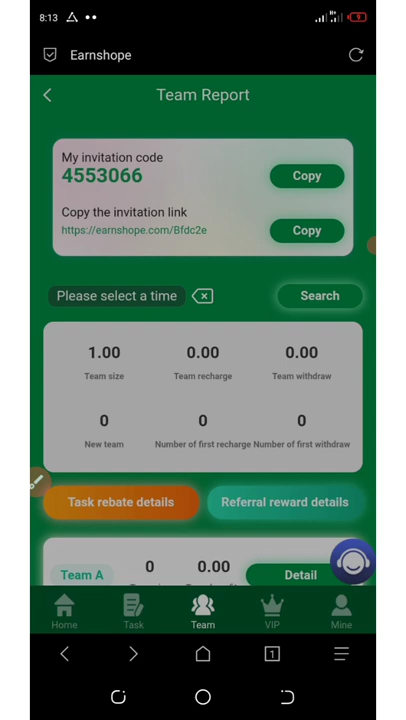 8:13
H+
9
Earnshope
Team Report
My invitation code
4553066
Copy
Copy the invitation link
https://earnshope.com/Bfdc2e
Copy
Please select a time
Search
1.00 0.00 0.00
Team size Team recharge Team withdraw
0 0 0
New team Number of first recharge Number of first withdraw
Task rebate details Referral reward details
Team A
0 0.00
Detail
Home Task Team VIP Mine
1